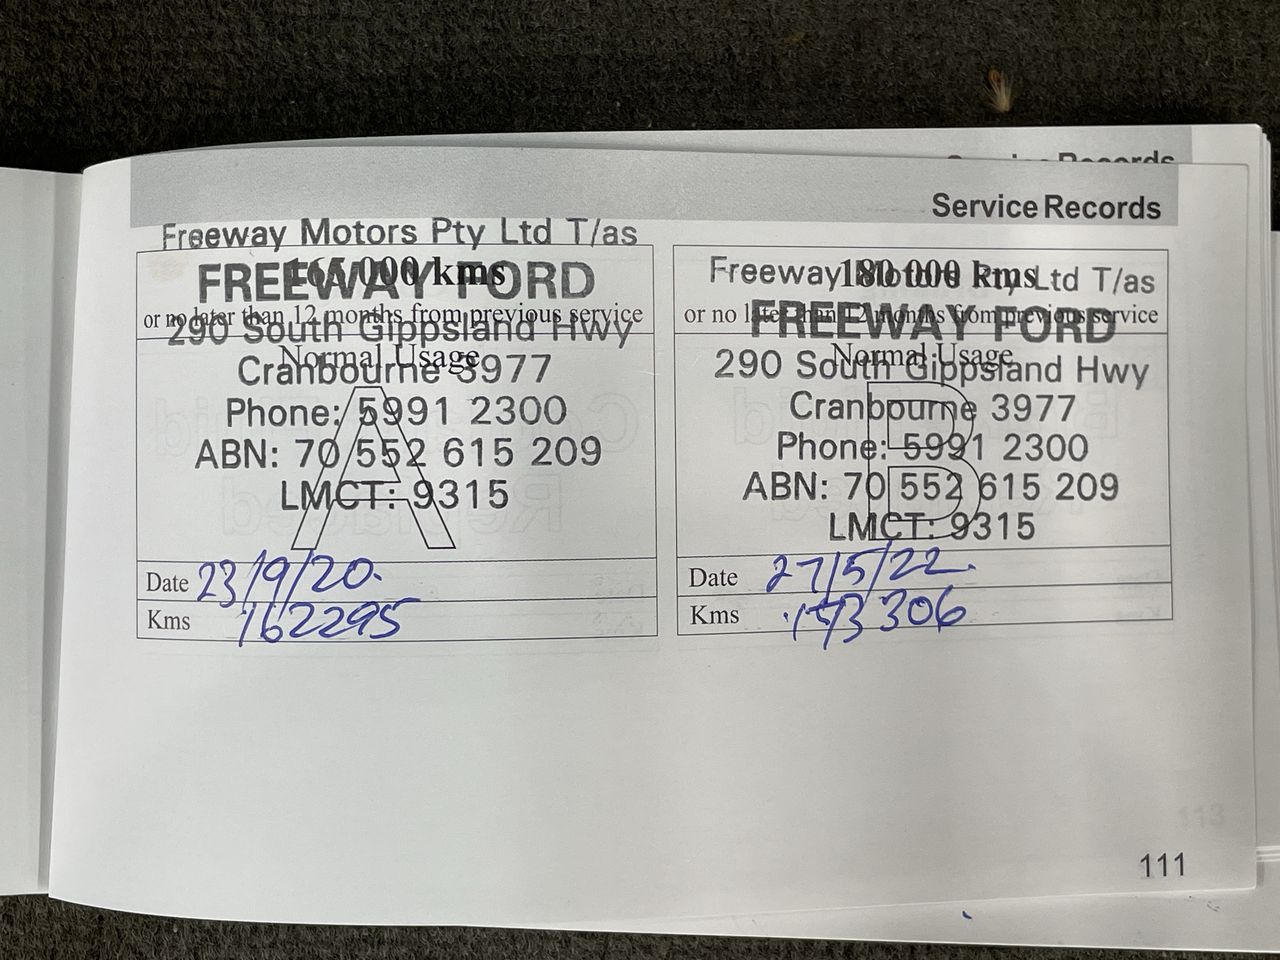 Service Records
Service Records
Freeway Motors Pty Ltd T/as
FREEWAY FORD
165 000 kms
or no later than 12 months from previous service
290 South Gippsland Hwy
Normal Usage
Cranbourne 3977
Phone: 5991 2300
ABN: 70 552 615 209
LMCT: 9315
A
Date 23/9/20.
Kms 162295
Freeway Motors Pty Ltd T/as
180 000 kms
or no later than 12 months from previous service
FREEWAY FORD
Normal Usage
290 South Gippsland Hwy
Cranbourne 3977
Phone: 5991 2300
ABN: 70 552 615 209
LMCT: 9315
B
Date 27/5/22.
Kms 173306
113
111